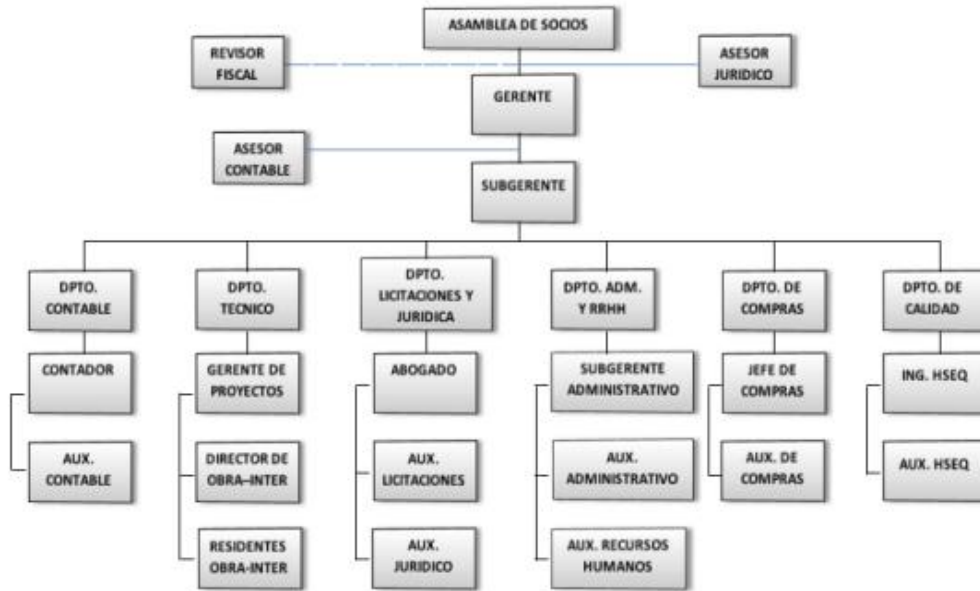 ASAMBLEA DE SOCIOS
REVISOR
FISCAL
ASESOR
JURIDICO
GERENTE
ASESOR
CONTABLE
SUBGERENTE
DPTO.
CONTABLE
DPTO.
TECNICO
DPTO.
LICITACIONES Y
JURIDICA
DPTO. ADM.
Y RRHH
DPTO. DE
COMPRAS
DPTO. DE
CALIDAD
CONTADOR
GERENTE DE
PROYECTOS
ABOGADO
SUBGERENTE
ADMINISTRATIVO
JEFE DE
COMPRAS
ING. HSEQ
AUX.
CONTABLE
DIRECTOR DE
OBRA–INTER
AUX.
LICITACIONES
AUX.
ADMINISTRATIVO
AUX. DE
COMPRAS
AUX. HSEQ
RESIDENTES
OBRA-INTER
AUX.
JURIDICO
AUX. RECURSOS
HUMANOS